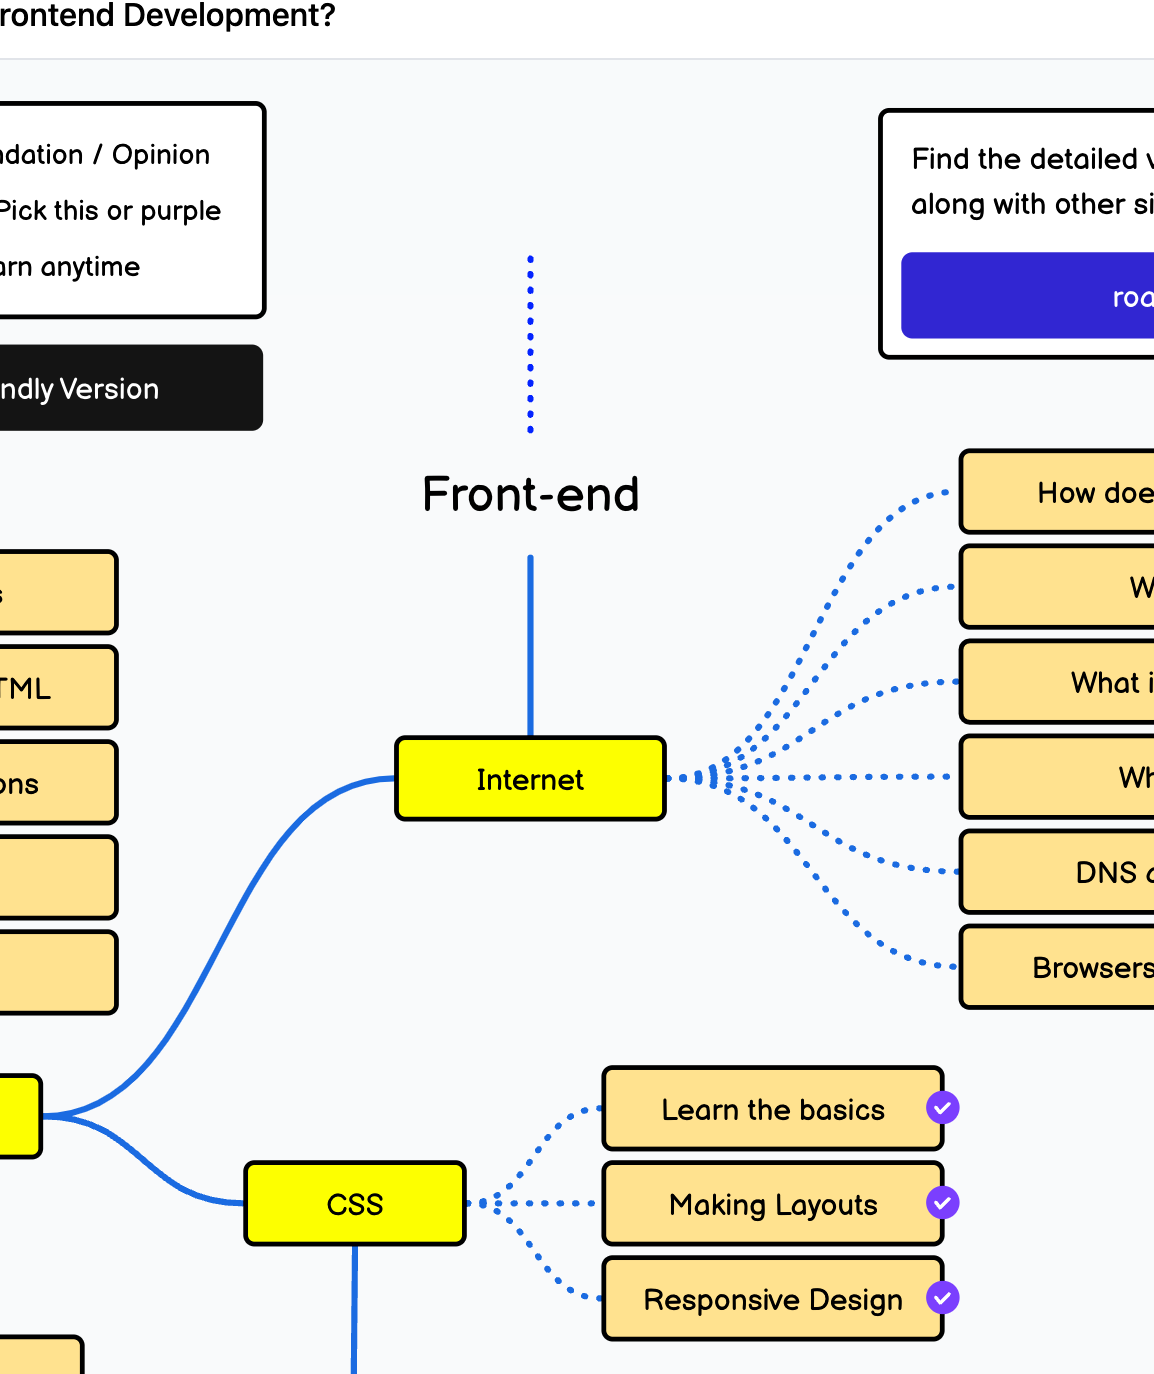 rontend Development?
ndation / Opinion
Pick this or purple
arn anytime
ndly Version
Find the detailed v
along with other si
roa
Front-end
How doe
W
What i
Wh
DNS a
Browsers
s
TML
ons
Internet
Learn the basics
CSS
Making Layouts
Responsive Design